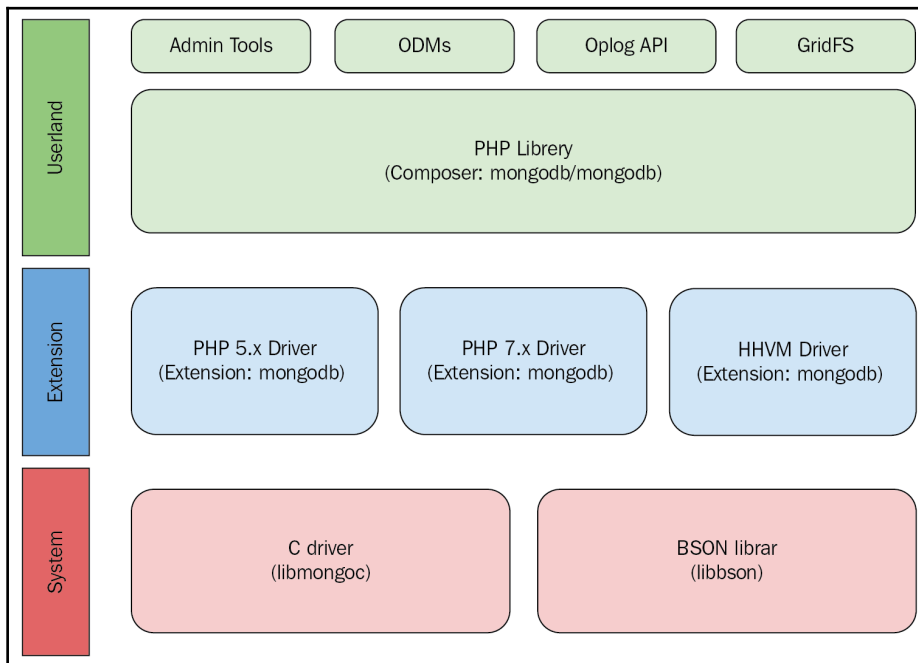 Userland
Admin Tools
ODMs
Oplog API
GridFS
PHP Librery
(Composer: mongodb/mongodb)
Extension
PHP 5.x Driver
(Extension: mongodb)
PHP 7.x Driver
(Extension: mongodb)
HHVM Driver
(Extension: mongodb)
System
C driver
(libmongoc)
BSON librar
(libbson)